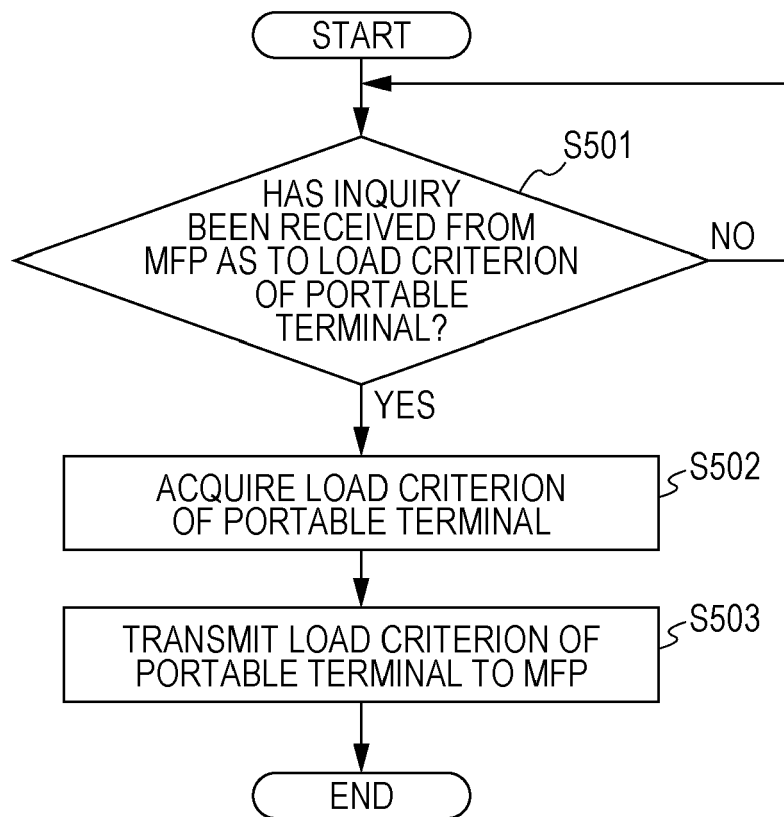 START
S501
HAS INQUIRY
BEEN RECEIVED FROM
MFP AS TO LOAD CRITERION
OF PORTABLE
TERMINAL?
NO
YES
S502
ACQUIRE LOAD CRITERION
OF PORTABLE TERMINAL
S503
TRANSMIT LOAD CRITERION OF
PORTABLE TERMINAL TO MFP
END